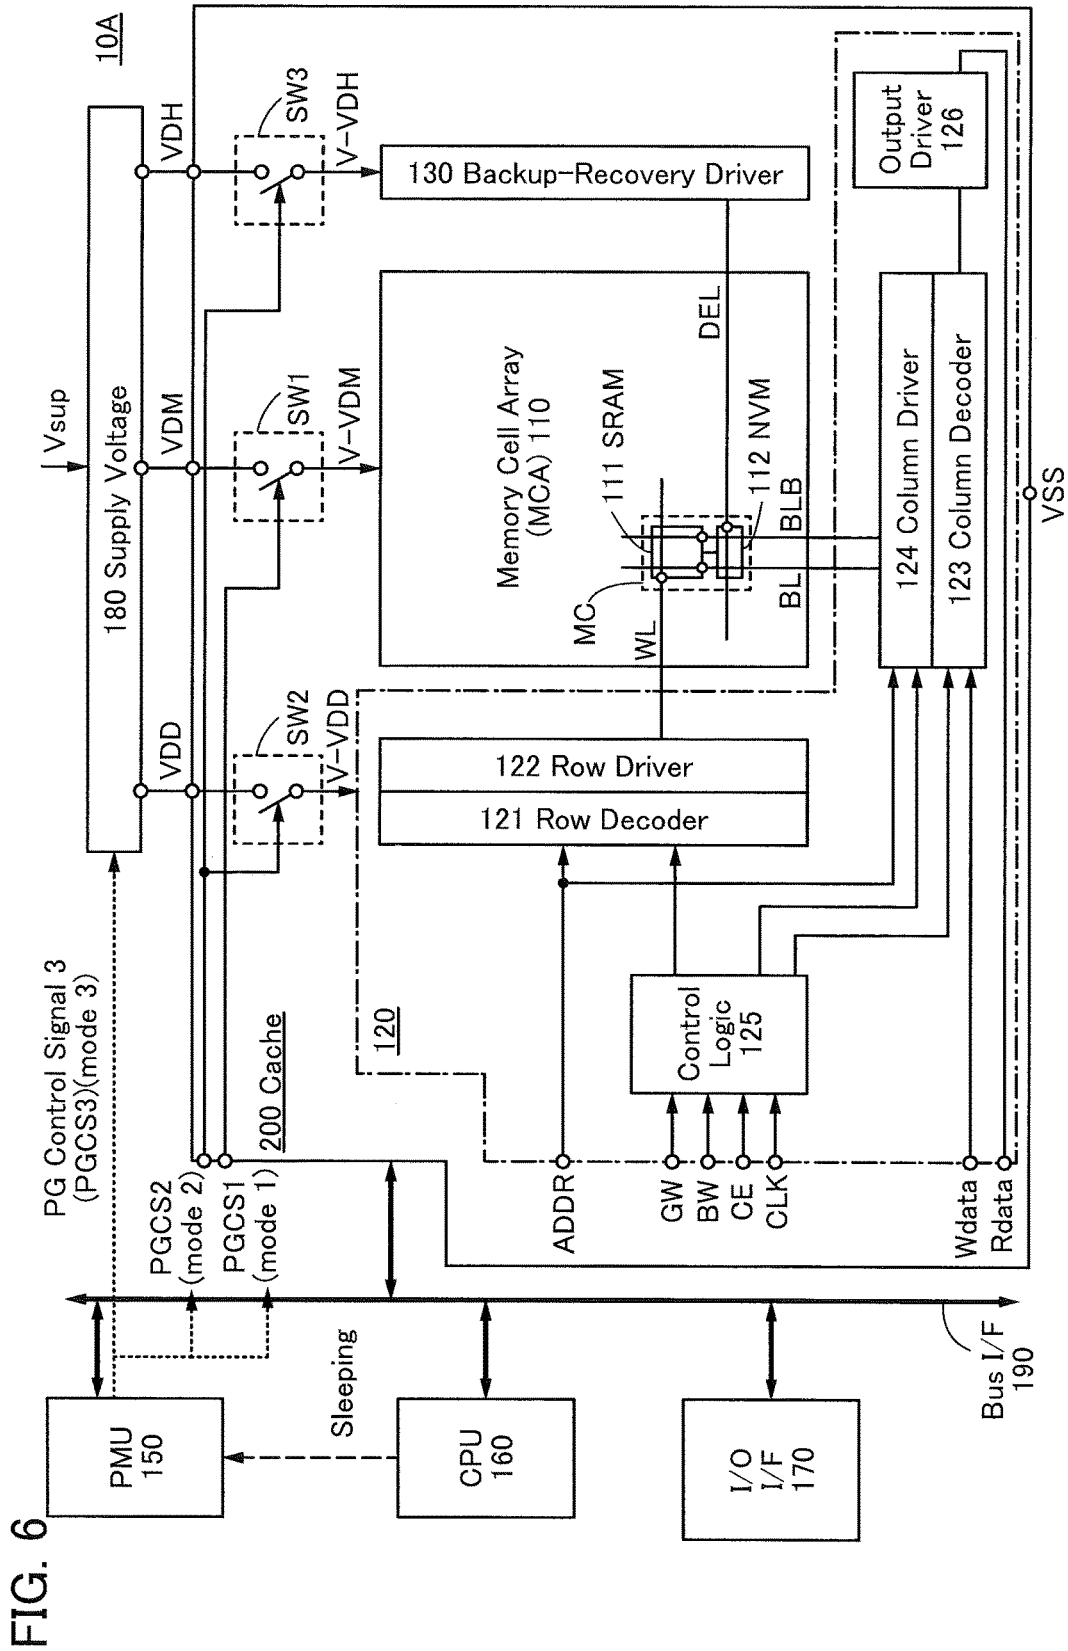 FIG. 6
10A
PMU
150
CPU
160
I/O
I/F
170
Sleeping
Bus I/F
190
PG Control Signal 3
(PGCS3)(mode 3)
PGCS2
(mode 2)
PGCS1
(mode 1)
200 Cache
Vsup
180 Supply Voltage
VDD
VDM
VDH
SW2
SW1
SW3
V-VDD
V-VDM
V-VDH
120
ADDR
GW
BW
CE
CLK
Wdata
Rdata
Control
Logic
125
122 Row Driver
121 Row Decoder
Memory Cell Array
(MCA) 110
111 SRAM
112 NVM
MC
WL
BL
BLB
DEL
130 Backup-Recovery Driver
124 Column Driver
123 Column Decoder
Output
Driver
126
VSS